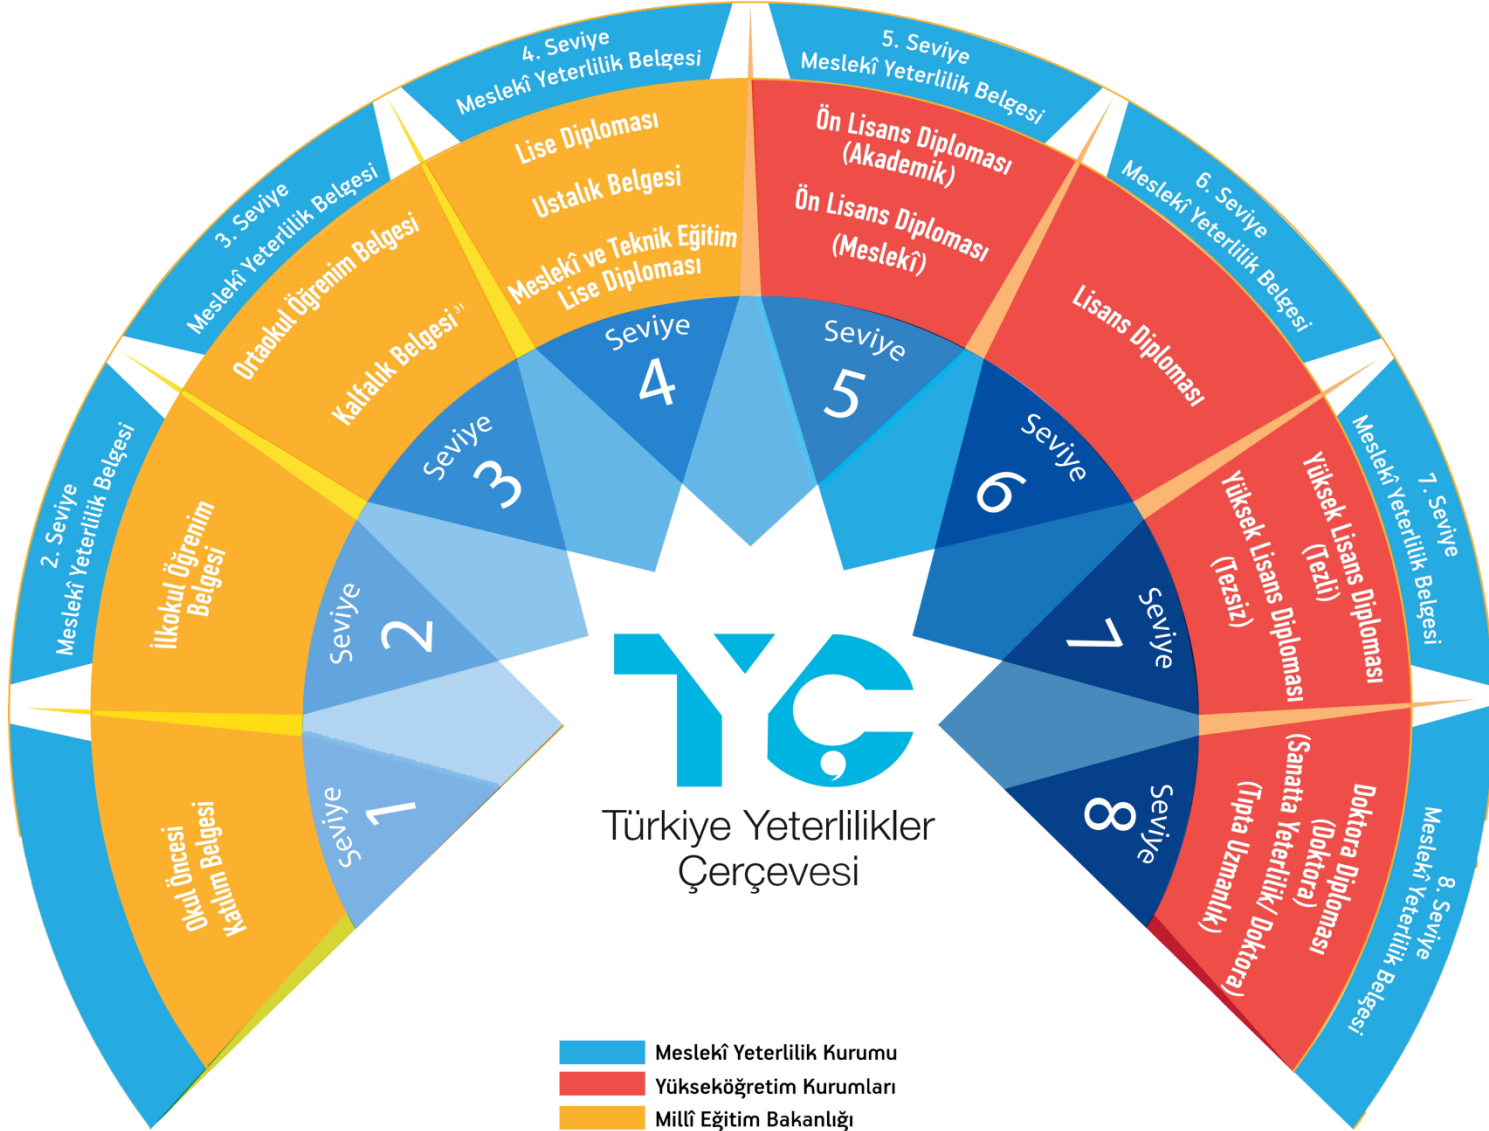 Okul Öncesi
Katılım Belgesi
Seviye
1
2. Seviye
Meslekî Yeterlilik Belgesi
İlkokul Öğrenim
Belgesi
Seviye
2
3. Seviye
Meslekî Yeterlilik Belgesi
Ortaokul Öğrenim Belgesi
Kalfalık Belgesi³¹
Seviye
3
4. Seviye
Meslekî Yeterlilik Belgesi
Lise Diploması
Ustalık Belgesi
Meslekî ve Teknik Eğitim
Lise Diploması
Seviye
4
5. Seviye
Meslekî Yeterlilik Belgesi
Ön Lisans Diploması
(Akademik)
Ön Lisans Diploması
(Meslekî)
Seviye
5
6. Seviye
Meslekî Yeterlilik Belgesi
Lisans Diploması
Seviye
6
7. Seviye
Meslekî Yeterlilik Belgesi
Yüksek Lisans Diploması
(Tezli)
Yüksek Lisans Diploması
(Tezsiz)
Seviye
7
8. Seviye
Meslekî Yeterlilik Belgesi
Doktora Diploması
(Doktora)
(Sanatta Yeterlilik/ Doktora)
(Tıpta Uzmanlık)
Seviye
8
TYÇ
Türkiye Yeterlilikler
Çerçevesi
Meslekî Yeterlilik Kurumu
Yükseköğretim Kurumları
Millî Eğitim Bakanlığı